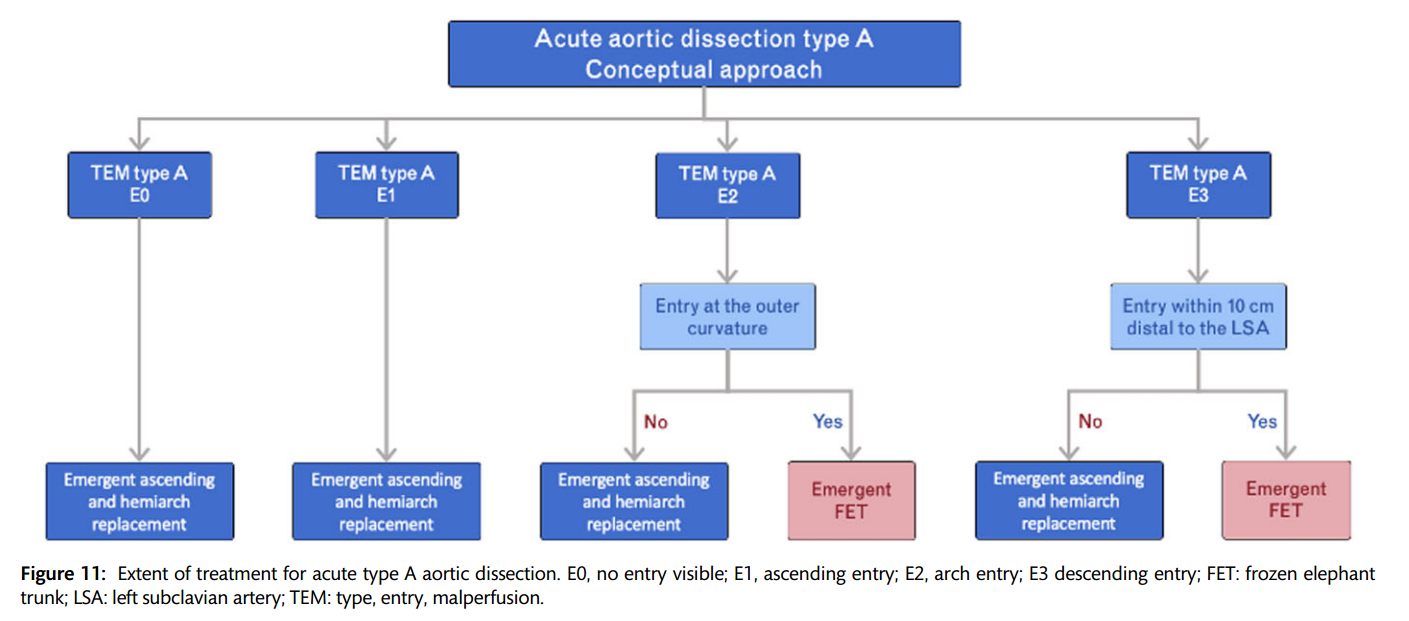 Acute aortic dissection type A
Conceptual approach
TEM type A
E0
TEM type A
E1
TEM type A
E2
TEM type A
E3
Entry at the outer
curvature
Entry within 10 cm
distal to the LSA
No
Yes
No
Yes
Emergent ascending
and hemiarch
replacement
Emergent ascending
and hemiarch
replacement
Emergent ascending
and hemiarch
replacement
Emergent
FET
Emergent ascending
and hemiarch
replacement
Emergent
FET
Figure 11: Extent of treatment for acute type A aortic dissection. E0, no entry visible; E1, ascending entry; E2, arch entry; E3 descending entry; FET: frozen elephant
trunk; LSA: left subclavian artery; TEM: type, entry, malperfusion.